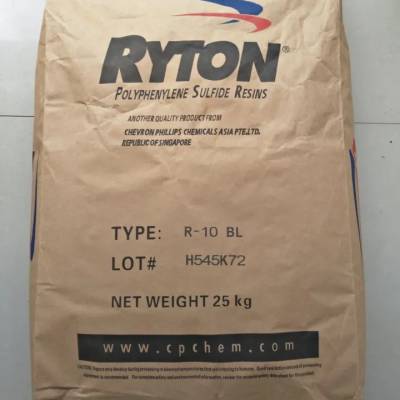 RYTON®
POLYPHENYLENE SULFIDE RESINS
ANOTHER QUALITY PRODUCT FROM
CHEVRON PHILLIPS CHEMICALS ASIA PTE.LTD.
REPUBLIC OF SINGAPORE
TYPE: R-10 BL
LOT# H545K72
NET WEIGHT 25 kg
www.cpchem.com